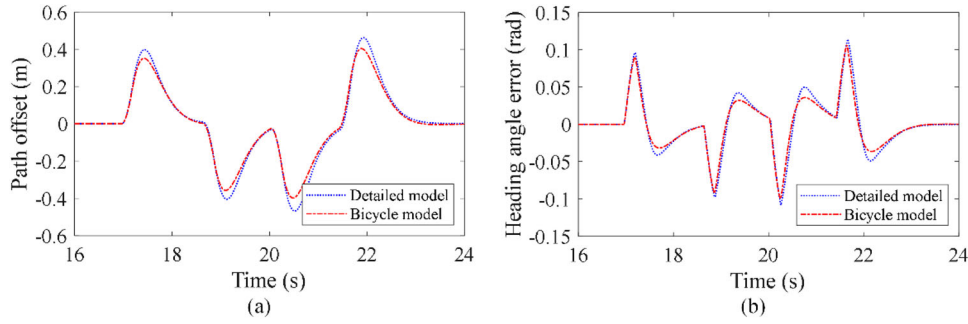 0.6
0.4
0.2
0
-0.2
-0.4
-0.6
Path offset (m)
Detailed model
Bicycle model
16 18 20 22 24
Time (s)
(a)
0.15
0.1
0.05
0
-0.05
-0.1
-0.15
Heading angle error (rad)
Detailed model
Bicycle model
16 18 20 22 24
Time (s)
(b)